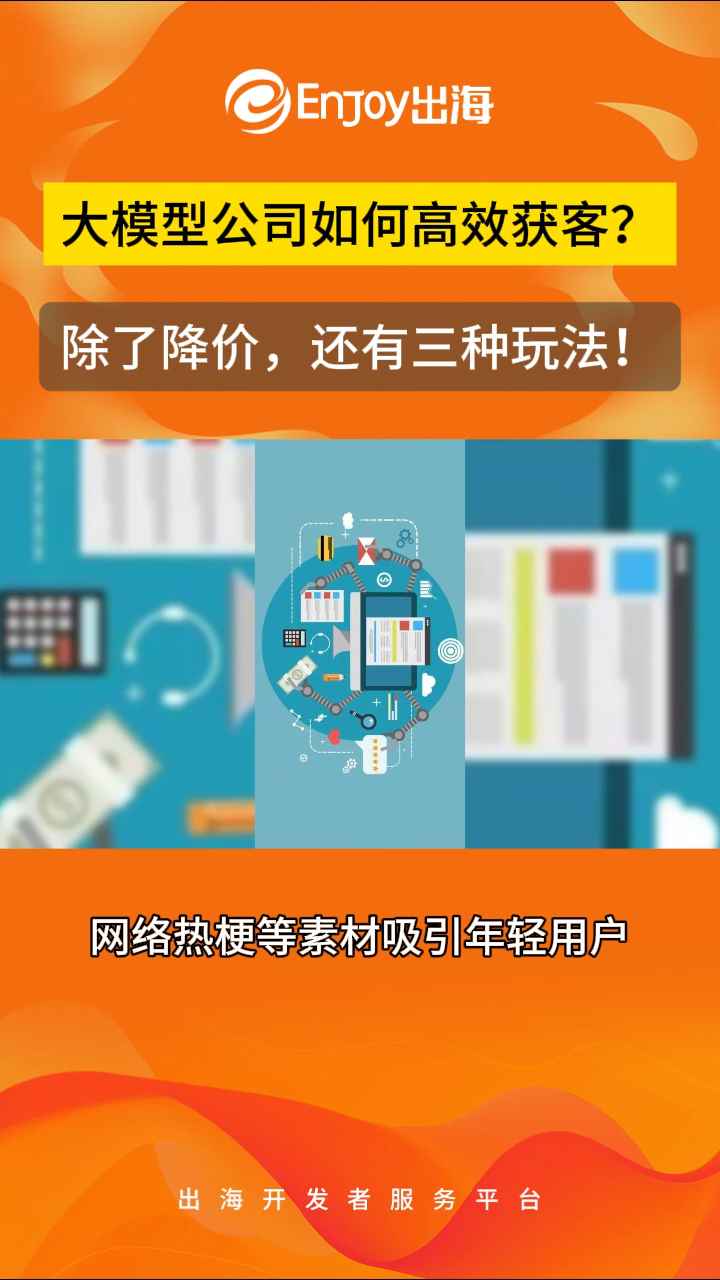 Enjoy出海
大模型公司如何高效获客？
除了降价，还有三种玩法！
网络热梗等素材吸引年轻用户
出海开发者服务平台